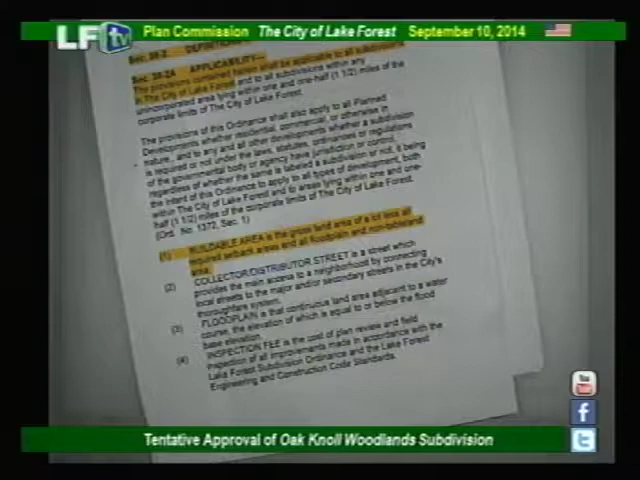 LFtv
Plan Commission The City of Lake Forest September 10, 2014
Sec. 38-2 DEFINITIONS
Sec. 38-2A APPLICABILITY—
The provisions contained herein shall be applicable to all subdivisions
in The City of Lake Forest and to all subdivisions within any
unincorporated area lying within one and one-half (1 1/2) miles of the
corporate limits of The City of Lake Forest.
The provisions of this Ordinance shall also apply to all Planned
Developments whether residential, commercial, or otherwise in
nature, and to any and all other developments whether a subdivision
is required or not under the laws, statutes, ordinances or regulations
of the governmental body or agency have jurisdiction or control,
regardless of whether the same is labeled a subdivision or not, it being
the intent of this Ordinance to apply to all types of development, both
within The City of Lake Forest and to areas lying within one and one-
half (1 1/2) miles of the corporate limits of The City of Lake Forest.
(Ord. No. 1372, Sec. 1)
(1) BUILDABLE AREA is the gross land area of a lot less all
required setback areas and all floodplain and non-tableland
area.
(2) COLLECTOR/DISTRIBUTOR STREET is a street which
provides the main access to a neighborhood by connecting
local streets to the major and/or secondary streets in the City's
thoroughfare system.
(3) FLOODPLAIN is that continuous land area adjacent to a water
course, the elevation of which is equal to or below the flood
base elevation.
(4) INSPECTION FEE is the cost of plan review and field
inspection of all improvements made in accordance with the
Lake Forest Subdivision Ordinance and the Lake Forest
Engineering and Construction Code Standards.
You Tube
f
Tentative Approval of Oak Knoll Woodlands Subdivision